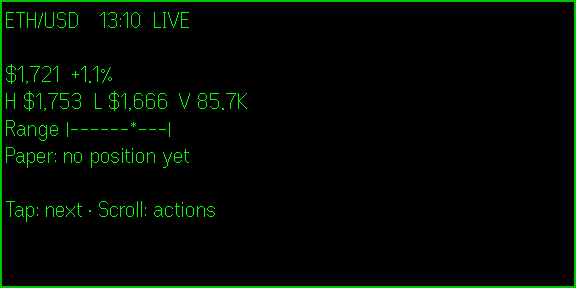 ETH/USD 13:10 LIVE
$1,721 +1.1%
H $1,753 L $1,666 V 85.7K
Range |------*---|
Paper: no position yet
Tap: next · Scroll: actions